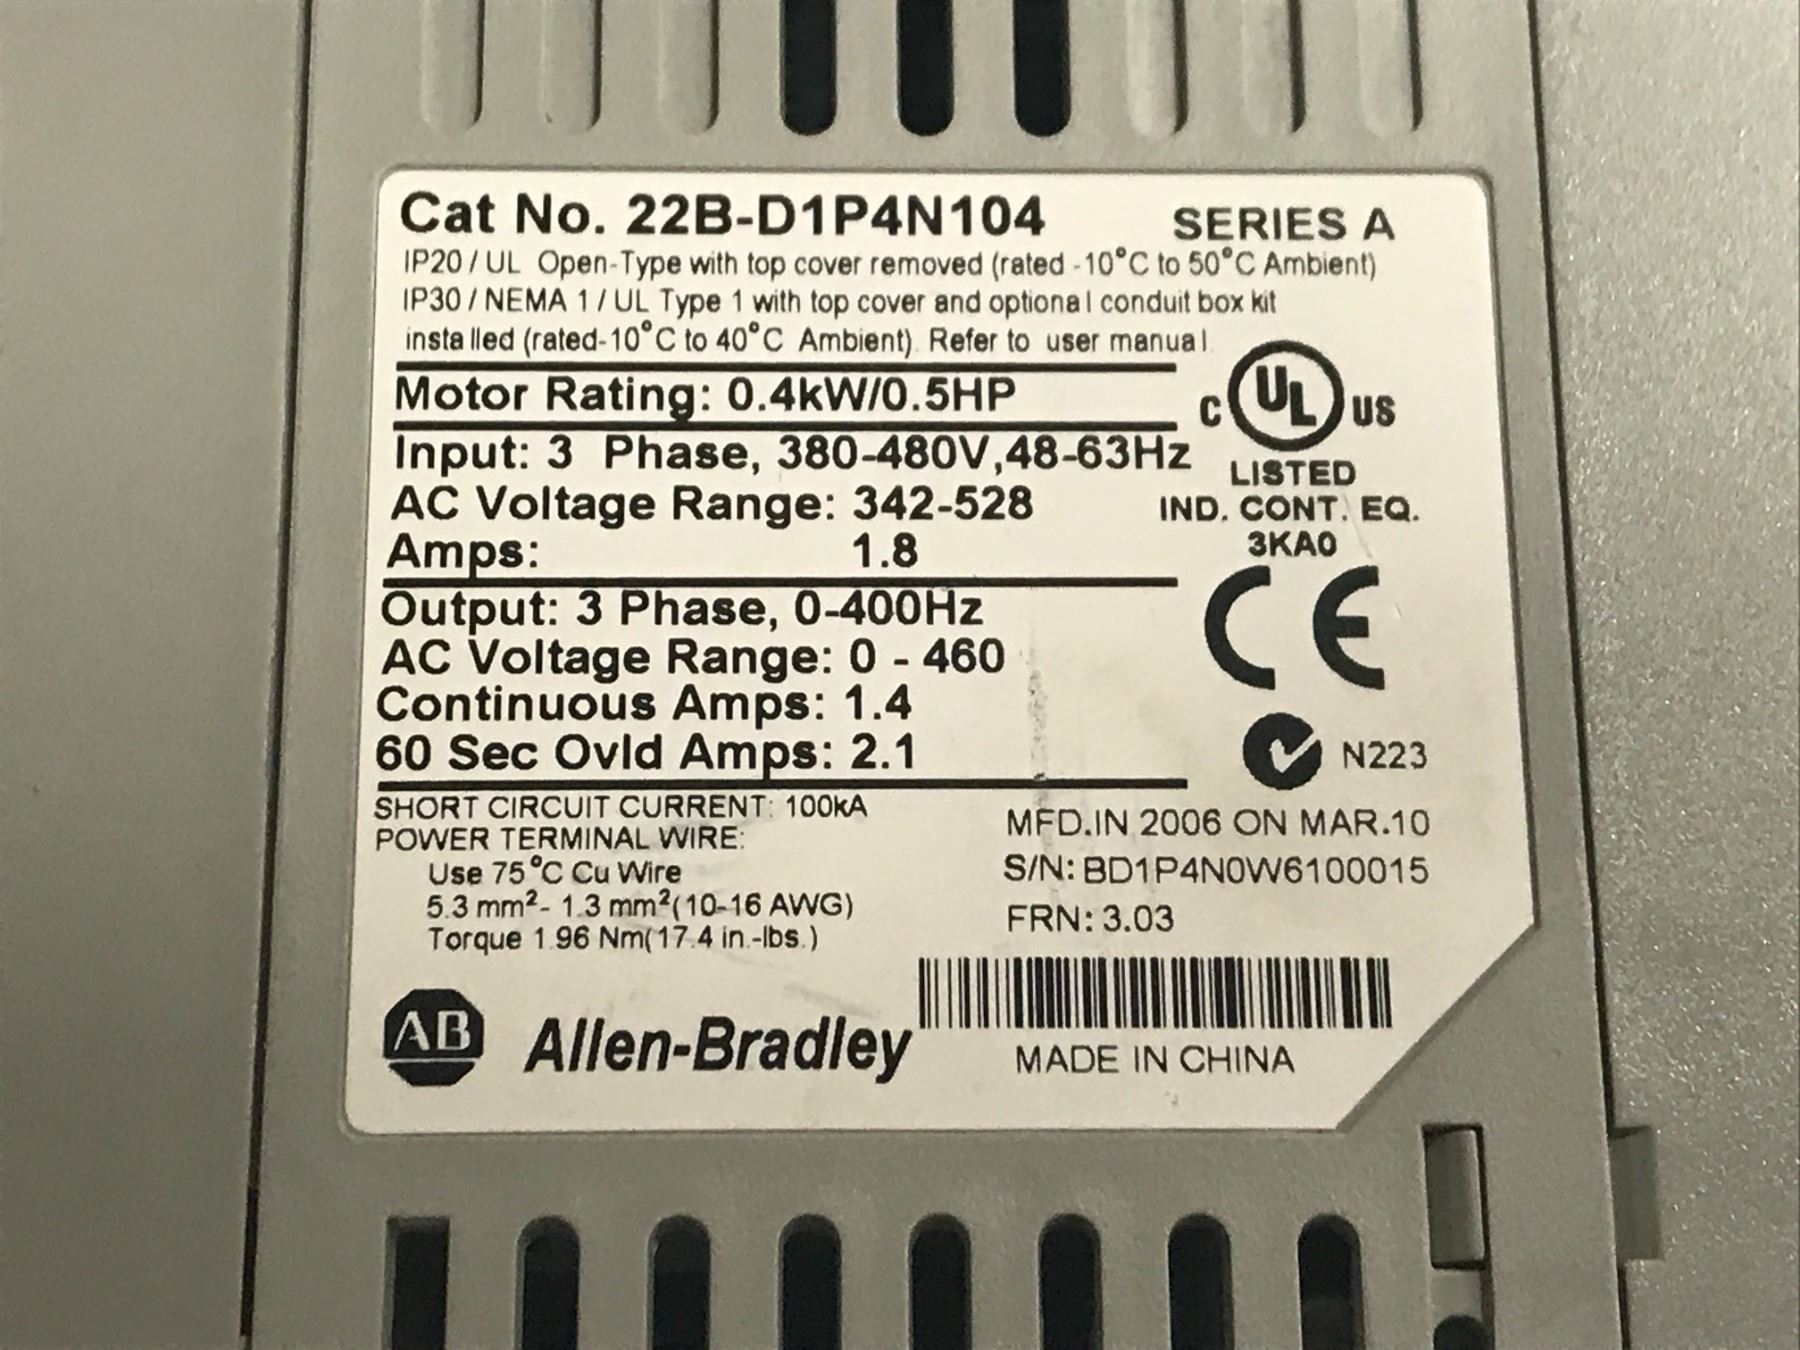 Cat No. 22B-D1P4N104 SERIES A
IP20 / UL Open-Type with top cover removed (rated -10°C to 50°C Ambient)
IP30 / NEMA 1 / UL Type 1 with top cover and optional conduit box kit
installed (rated-10°C to 40°C Ambient). Refer to user manual
Motor Rating: 0.4kW/0.5HP
C UL US
Input: 3 Phase, 380-480V,48-63Hz
LISTED
AC Voltage Range: 342-528
IND. CONT. EQ.
Amps: 1.8
3KA0
CE
Output: 3 Phase, 0-400Hz
AC Voltage Range: 0 - 460
Continuous Amps: 1.4
60 Sec Ovld Amps: 2.1
N223
SHORT CIRCUIT CURRENT: 100kA
POWER TERMINAL WIRE:
Use 75°C Cu Wire
5.3 mm²- 1.3 mm²(10-16 AWG)
Torque 1.96 Nm(17.4 in.-lbs.)
MFD.IN 2006 ON MAR.10
S/N: BD1P4N0W6100015
FRN: 3.03
AB Allen-Bradley
MADE IN CHINA